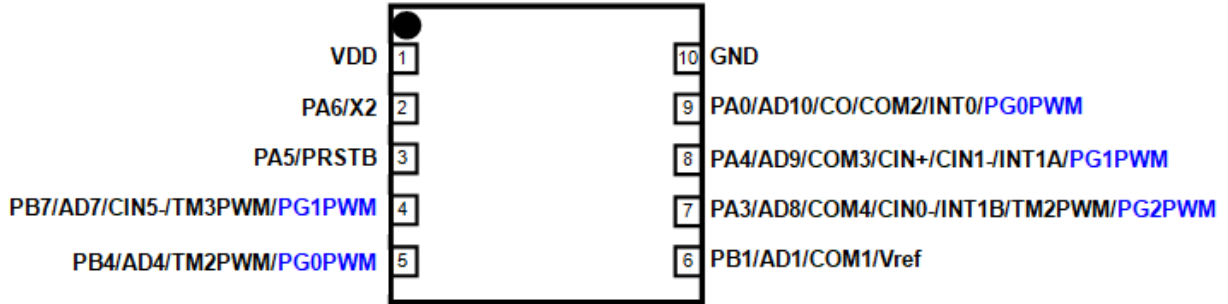 VDD 1 10 GND
PA6/X2 2 9 PA0/AD10/CO/COM2/INT0/PG0PWM
PA5/PRSTB 3 8 PA4/AD9/COM3/CIN+/CIN1-/INT1A/PG1PWM
PB7/AD7/CIN5-/TM3PWM/PG1PWM 4 7 PA3/AD8/COM4/CIN0-/INT1B/TM2PWM/PG2PWM
PB4/AD4/TM2PWM/PG0PWM 5 6 PB1/AD1/COM1/Vref